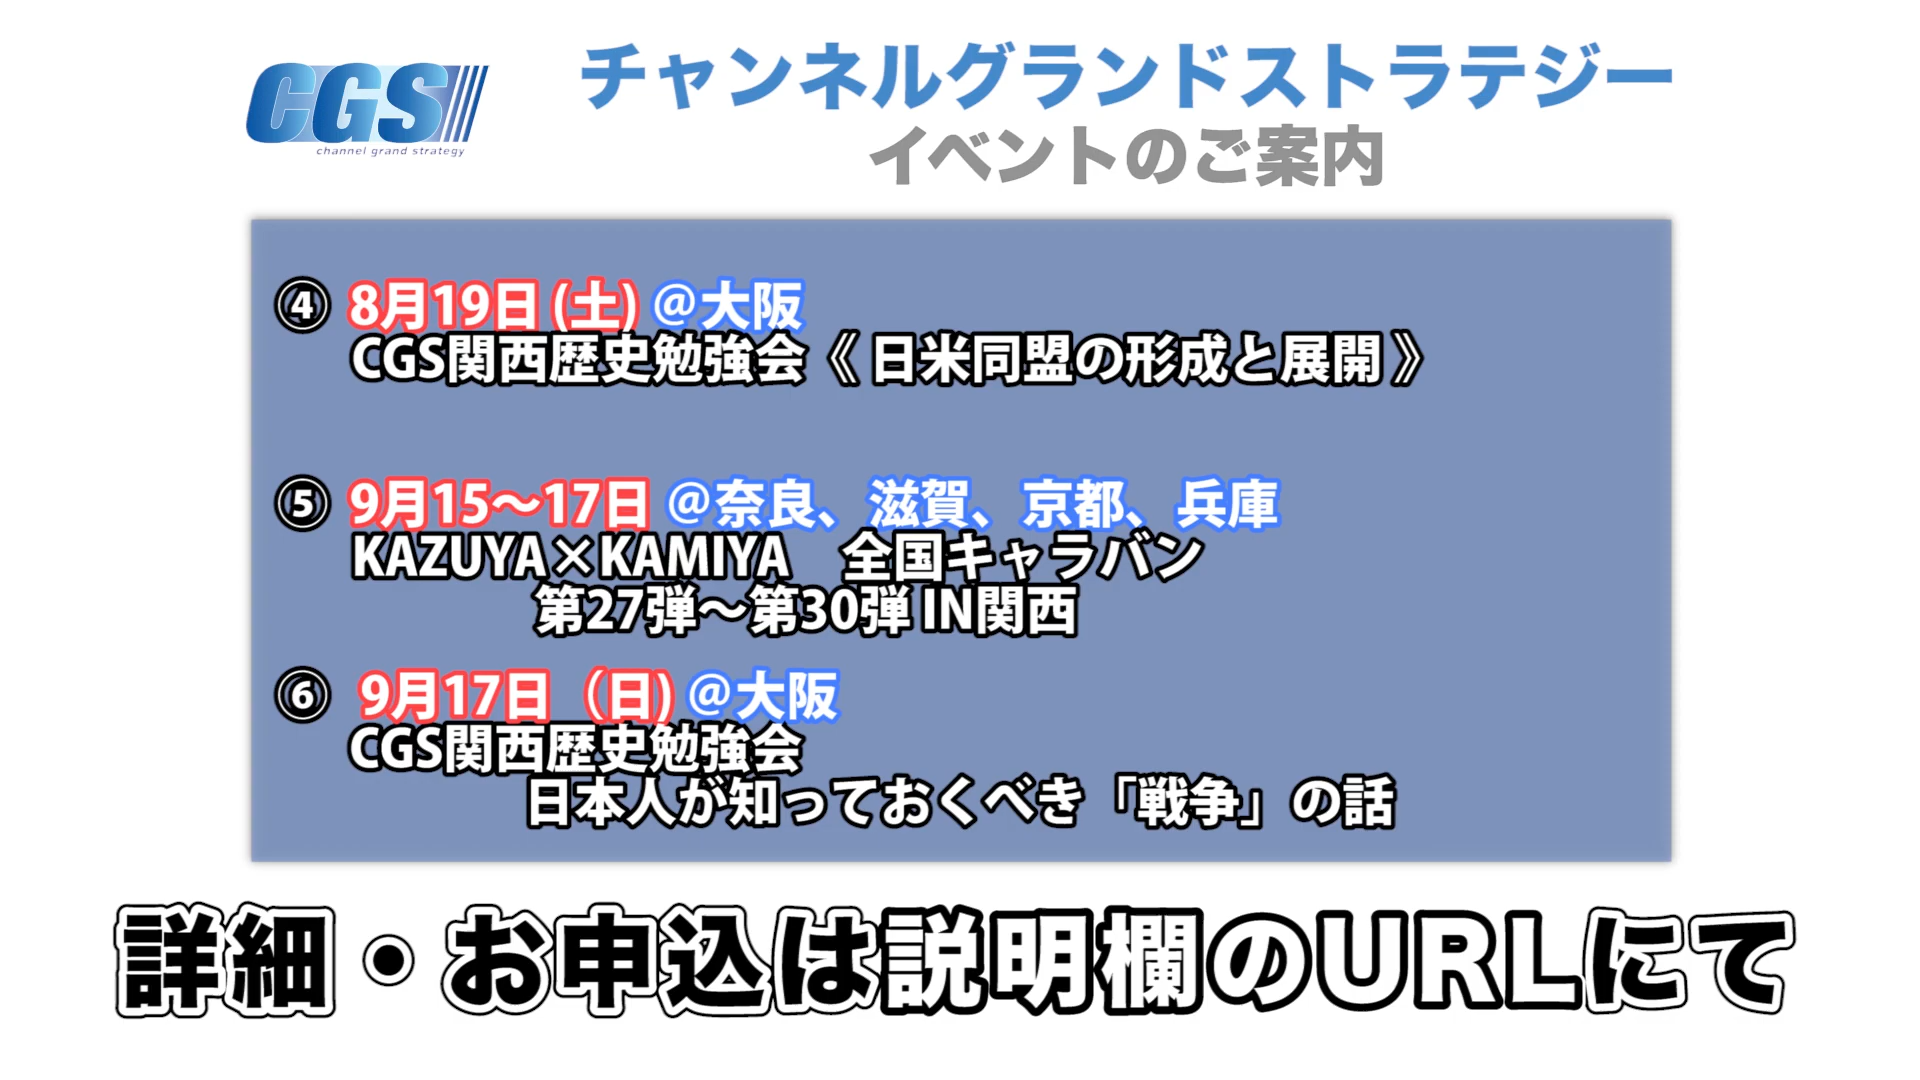 CGS
channel grand strategy
チャンネルグランドストラテジー
イベントのご案内
④ 8月19日(土) @大阪
CGS関西歴史勉強会《日米同盟の形成と展開》
⑤ 9月15〜17日 @奈良、滋賀、京都、兵庫
KAZUYA×KAMIYA　全国キャラバン
第27弾〜第30弾 IN関西
⑥ 9月17日（日) @大阪
CGS関西歴史勉強会
日本人が知っておくべき「戦争」の話
詳細・お申込は説明欄のURLにて